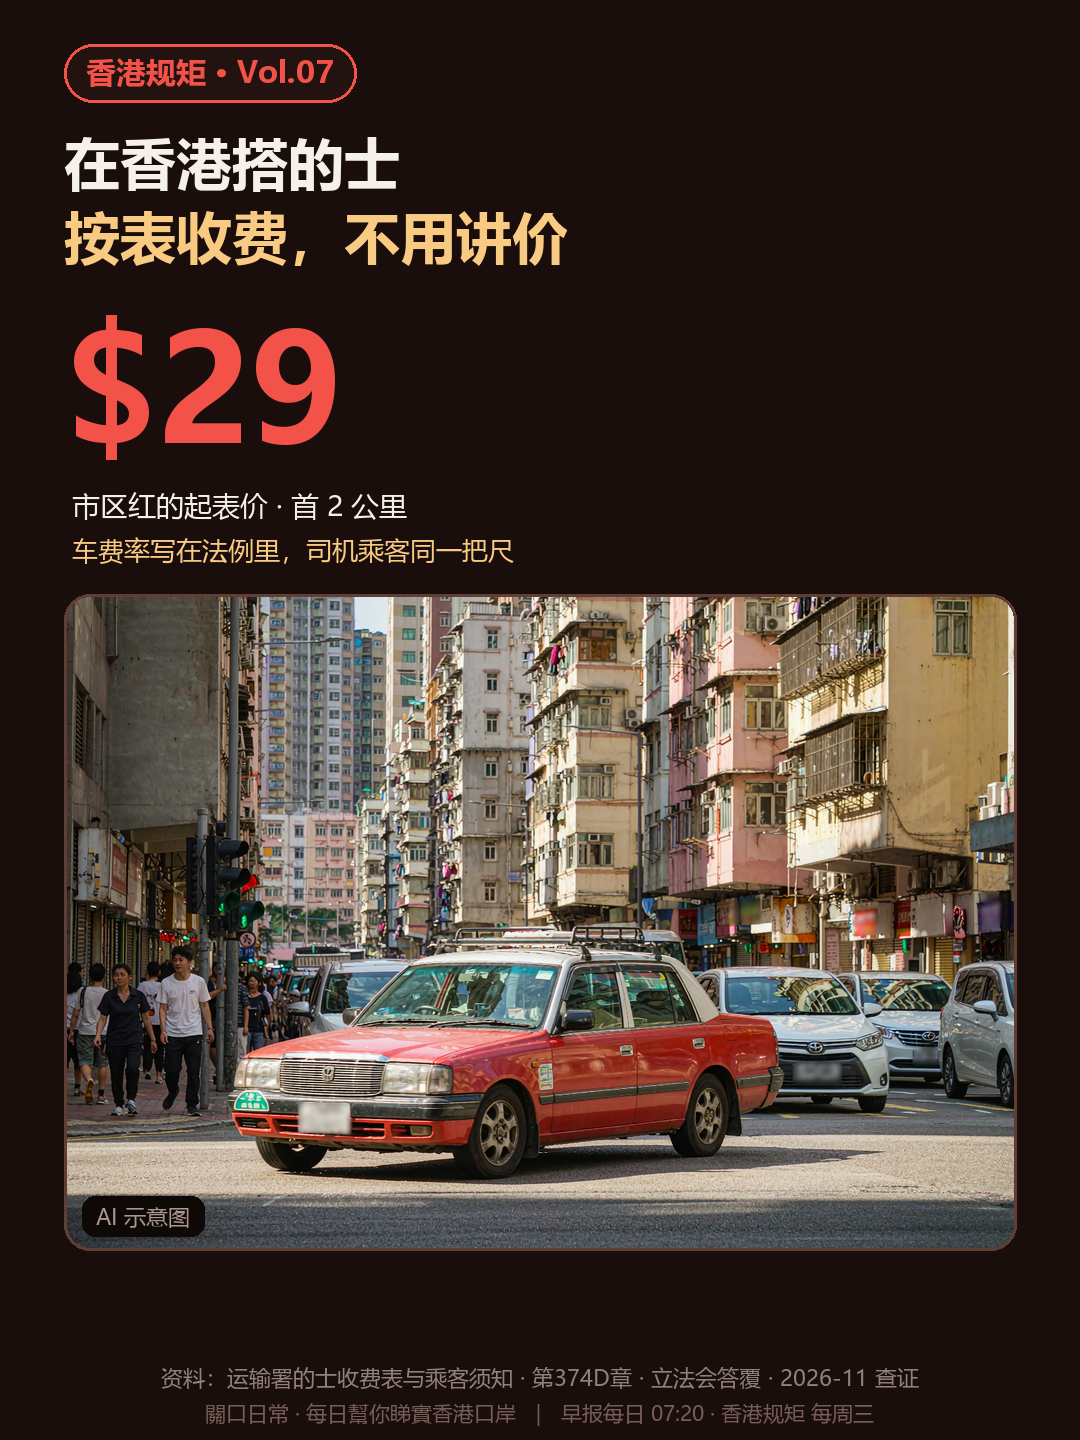 香港规矩 • Vol.07
在香港搭的士
按表收费，不用讲价
$29
市区红的起表价 · 首 2 公里
车费率写在法例里，司机乘客同一把尺
AI 示意图
资料：运输署的士收费表与乘客须知 · 第374D章 · 立法会答覆 · 2026-11 查证
關口日常 · 每日幫你睇實香港口岸 | 早报每日 07:20 · 香港规矩 每周三